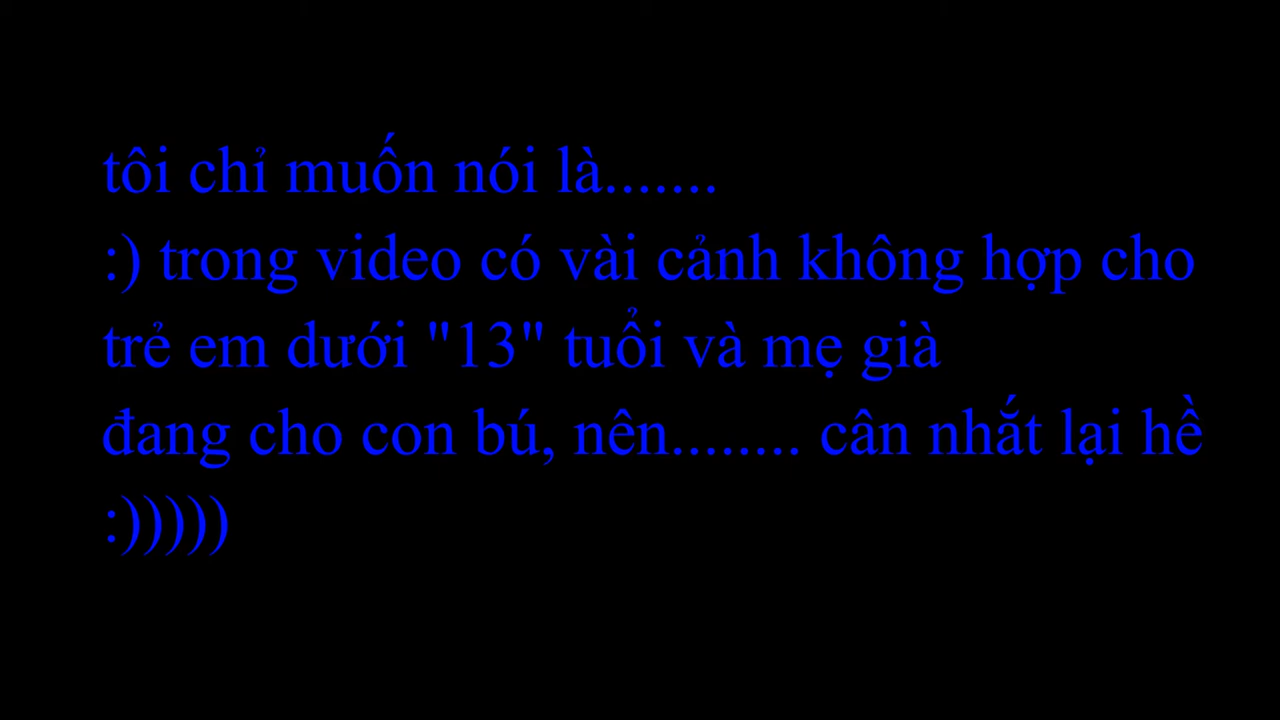 tôi chỉ muốn nói là.......
:) trong video có vài cảnh không hợp cho
trẻ em dưới "13" tuổi và mẹ già
đang cho con bú, nên........ cân nhắt lại hề
:)))))